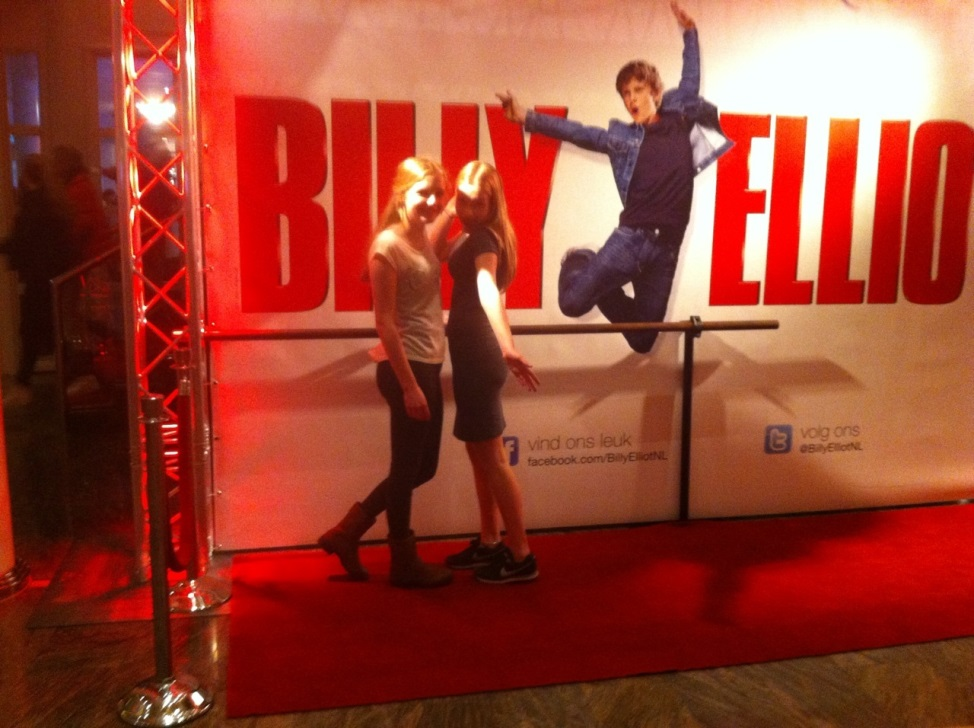 BILLY ELLIO
vind ons leuk
facebook.com/BillyElliotNL
volg ons
@BillyElliotNL